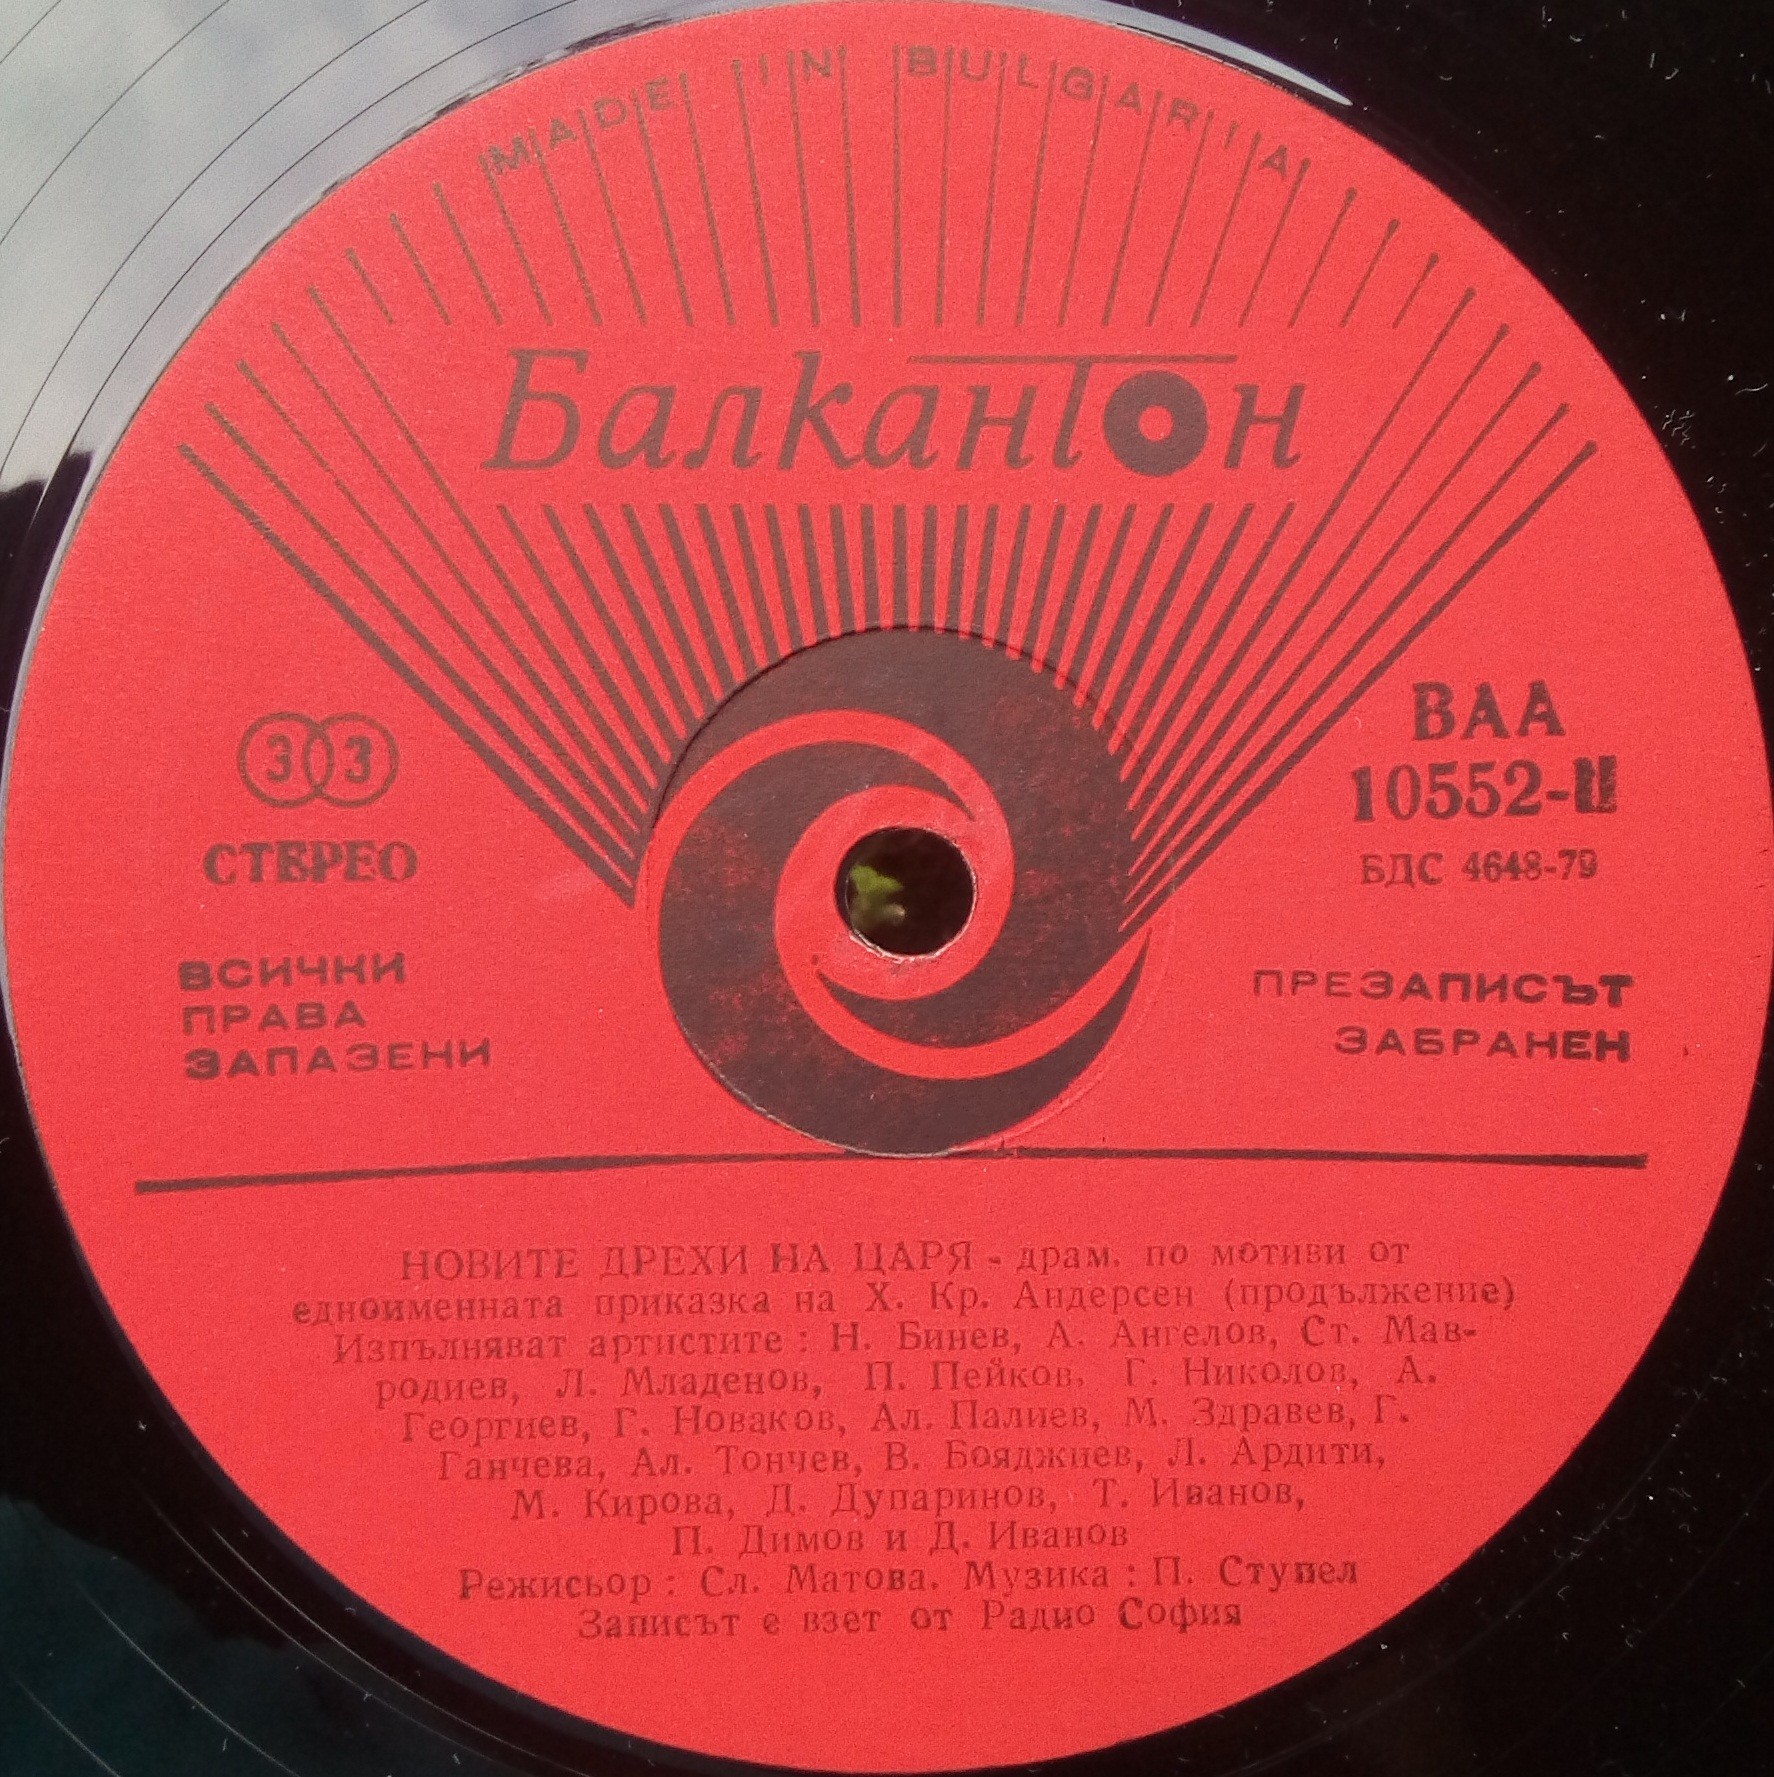 MADE IN BULGARIA
Балкантон
33
СТЕРЕО
ВСИЧКИ
ПРАВА
ЗАПАЗЕНИ
ВАА
10552-II
БДС 4648-79
ПРЕЗАПИСЪТ
ЗАБРАНЕН
НОВИТЕ ДРЕХИ НА ЦАРЯ - драм. по мотиви от
едноименната приказка на Х. Кр. Андерсен (продължение)
Изпълняват артистите : Н. Бинев, А. Ангелов, Ст. Мав-
родиев, Л. Младенов, П. Пейков, Г. Николов, А.
Георгиев, Г. Новаков, Ал. Палиев, М. Здравев, Г.
Ганчева, Ал. Тончев, В. Бояджиев, Л. Ардити,
М. Кирова, Д. Дупаринов, Т. Иванов,
П. Димов и Д. Иванов
Режисьор : Сл. Матова. Музика : П. Ступел
Записът е взет от Радио София